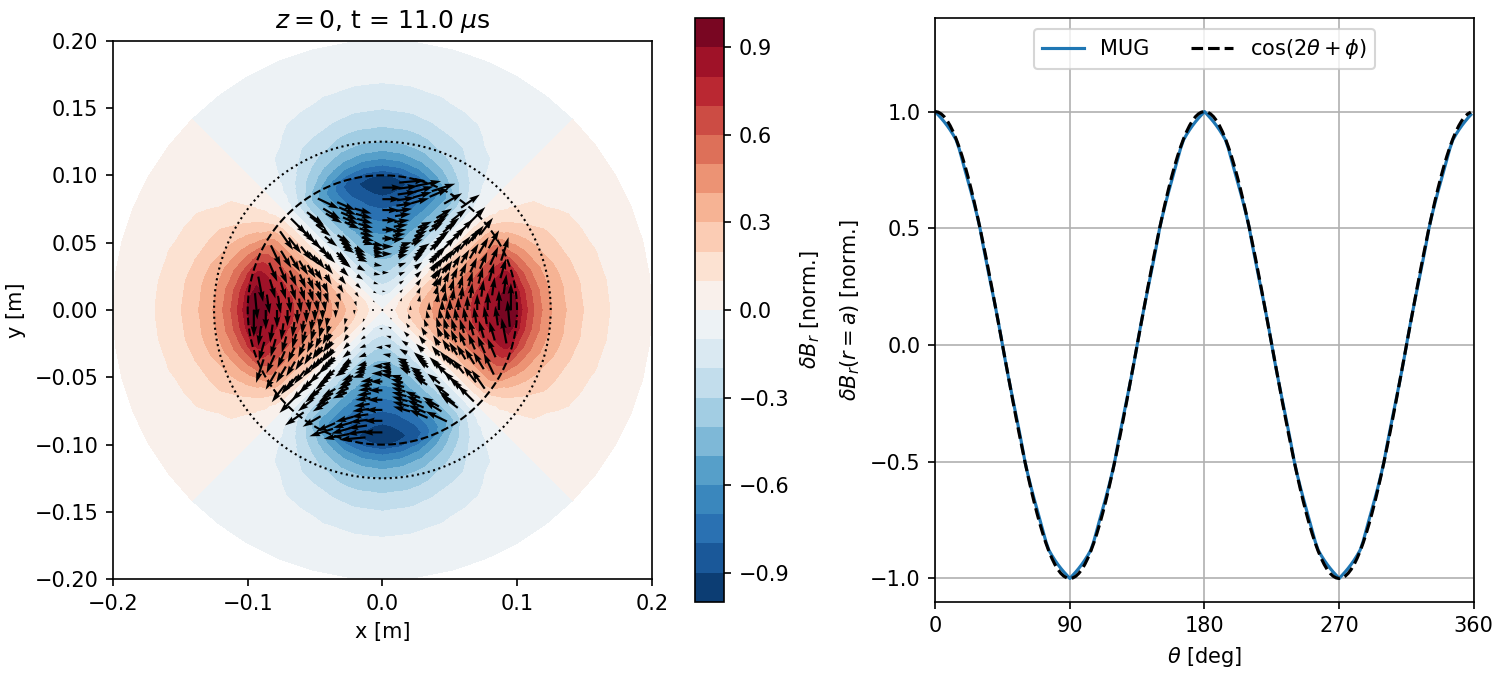 z = 0, t = 11.0 μs
0.20
0.15
0.10
0.05
0.00
−0.05
−0.10
−0.15
−0.20
y [m]
−0.2 −0.1 0.0 0.1 0.2
x [m]
0.9
0.6
0.3
0.0
−0.3
−0.6
−0.9
δB_r [norm.]
MUG cos(2θ + ϕ)
1.0
0.5
0.0
−0.5
−1.0
δB_r(r = a) [norm.]
0 90 180 270 360
θ [deg]